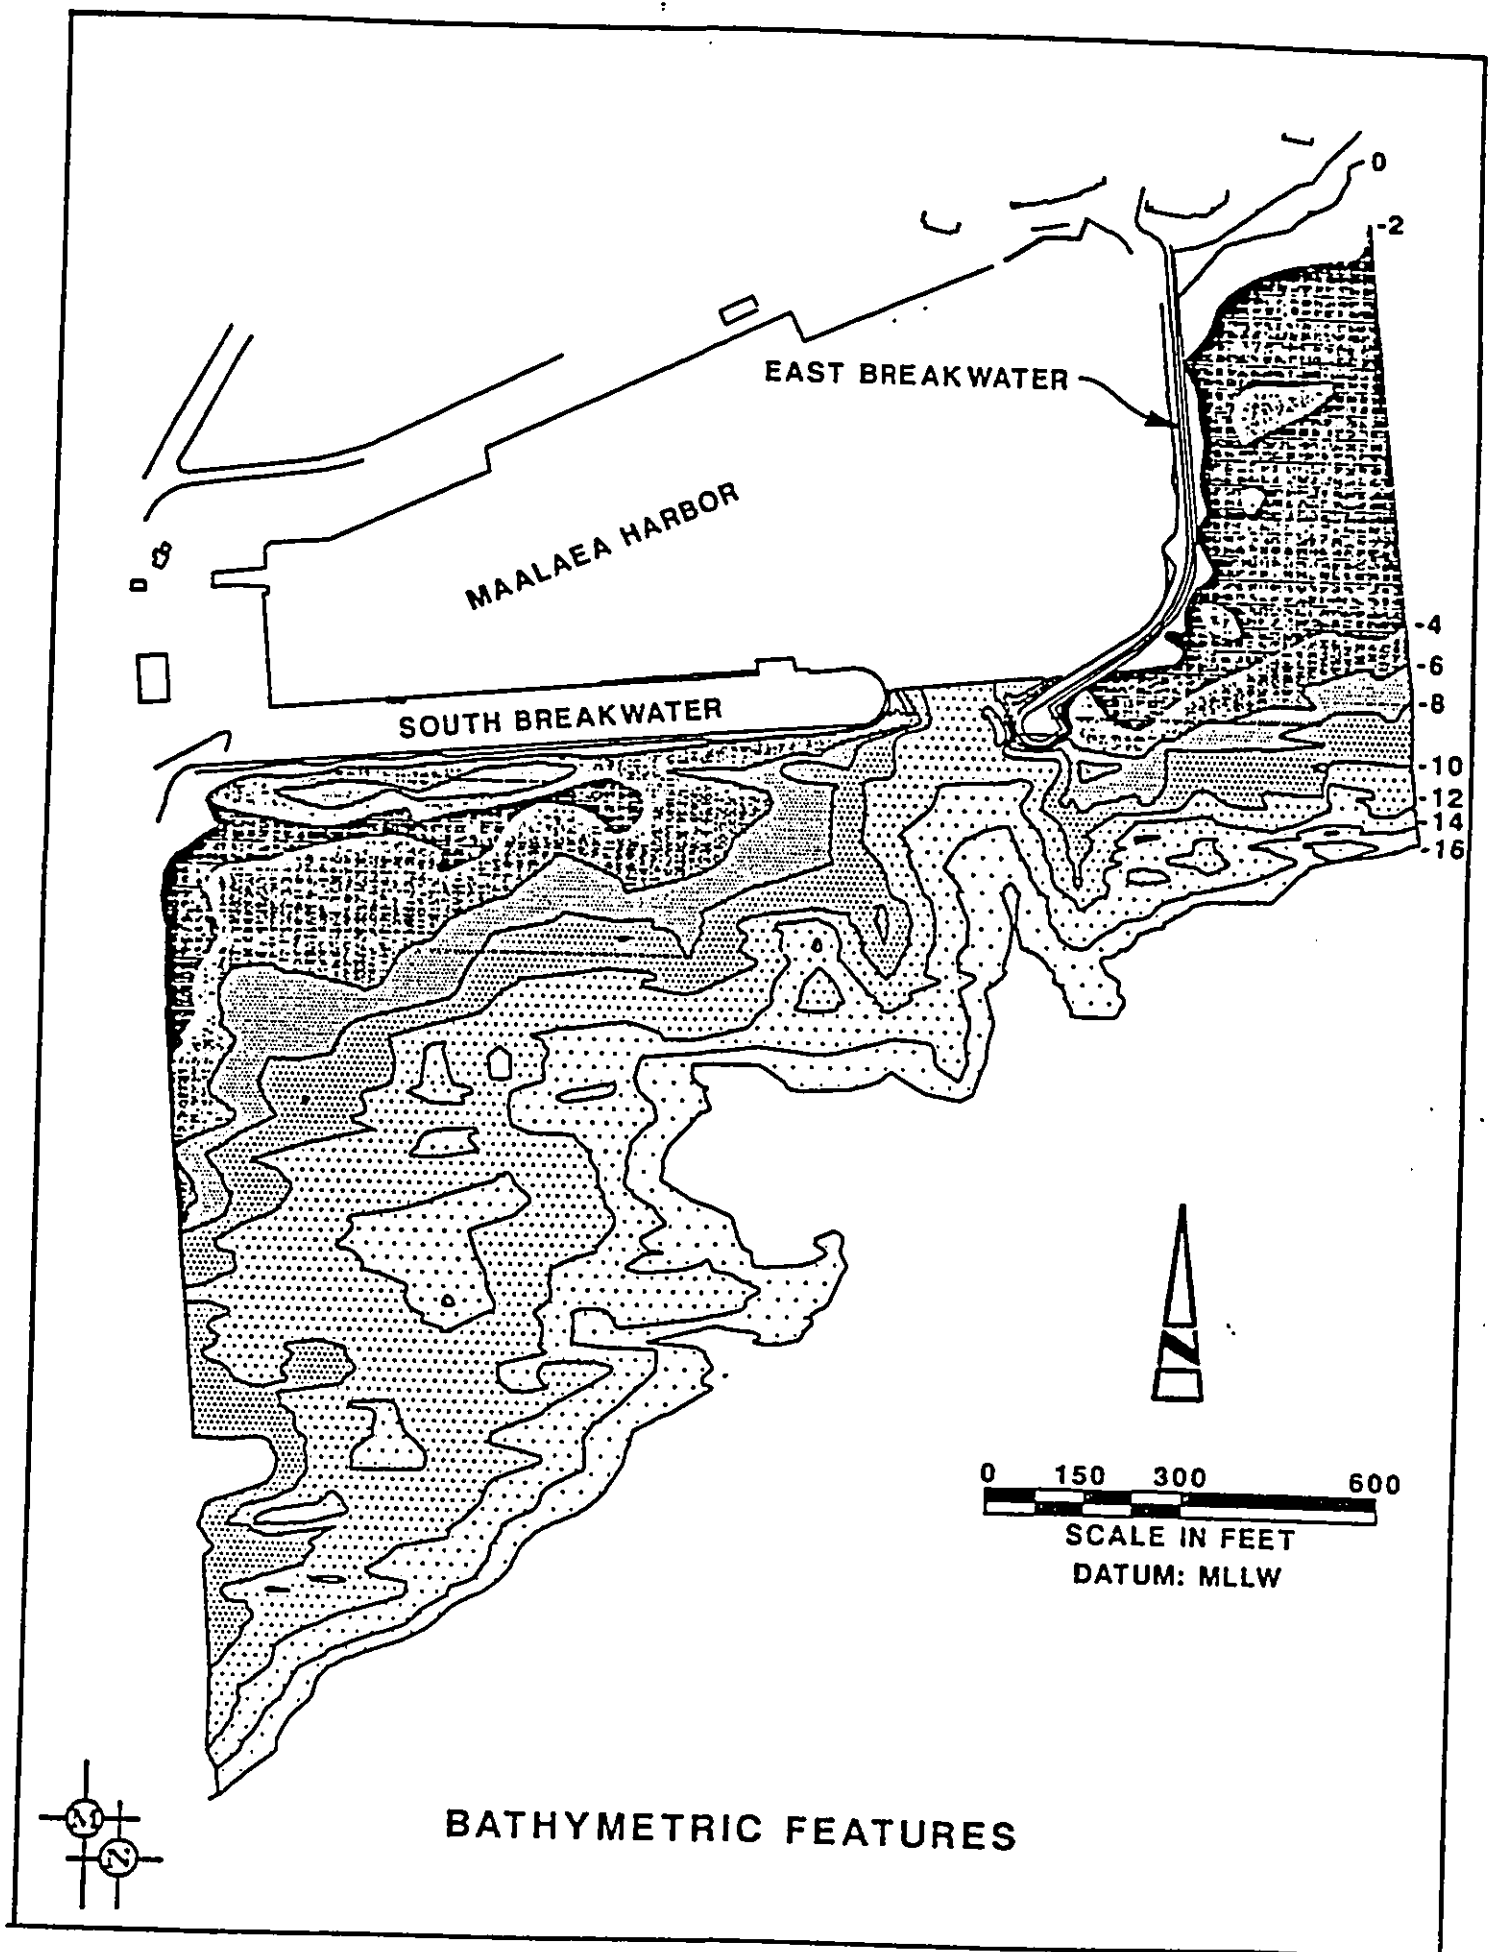 0
-2
EAST BREAKWATER
MAALAEA HARBOR
-4
-6
-8
SOUTH BREAKWATER
-10
-12
-14
-16
N
0 150 300 600
SCALE IN FEET
DATUM: MLLW
BATHYMETRIC FEATURES
M
N